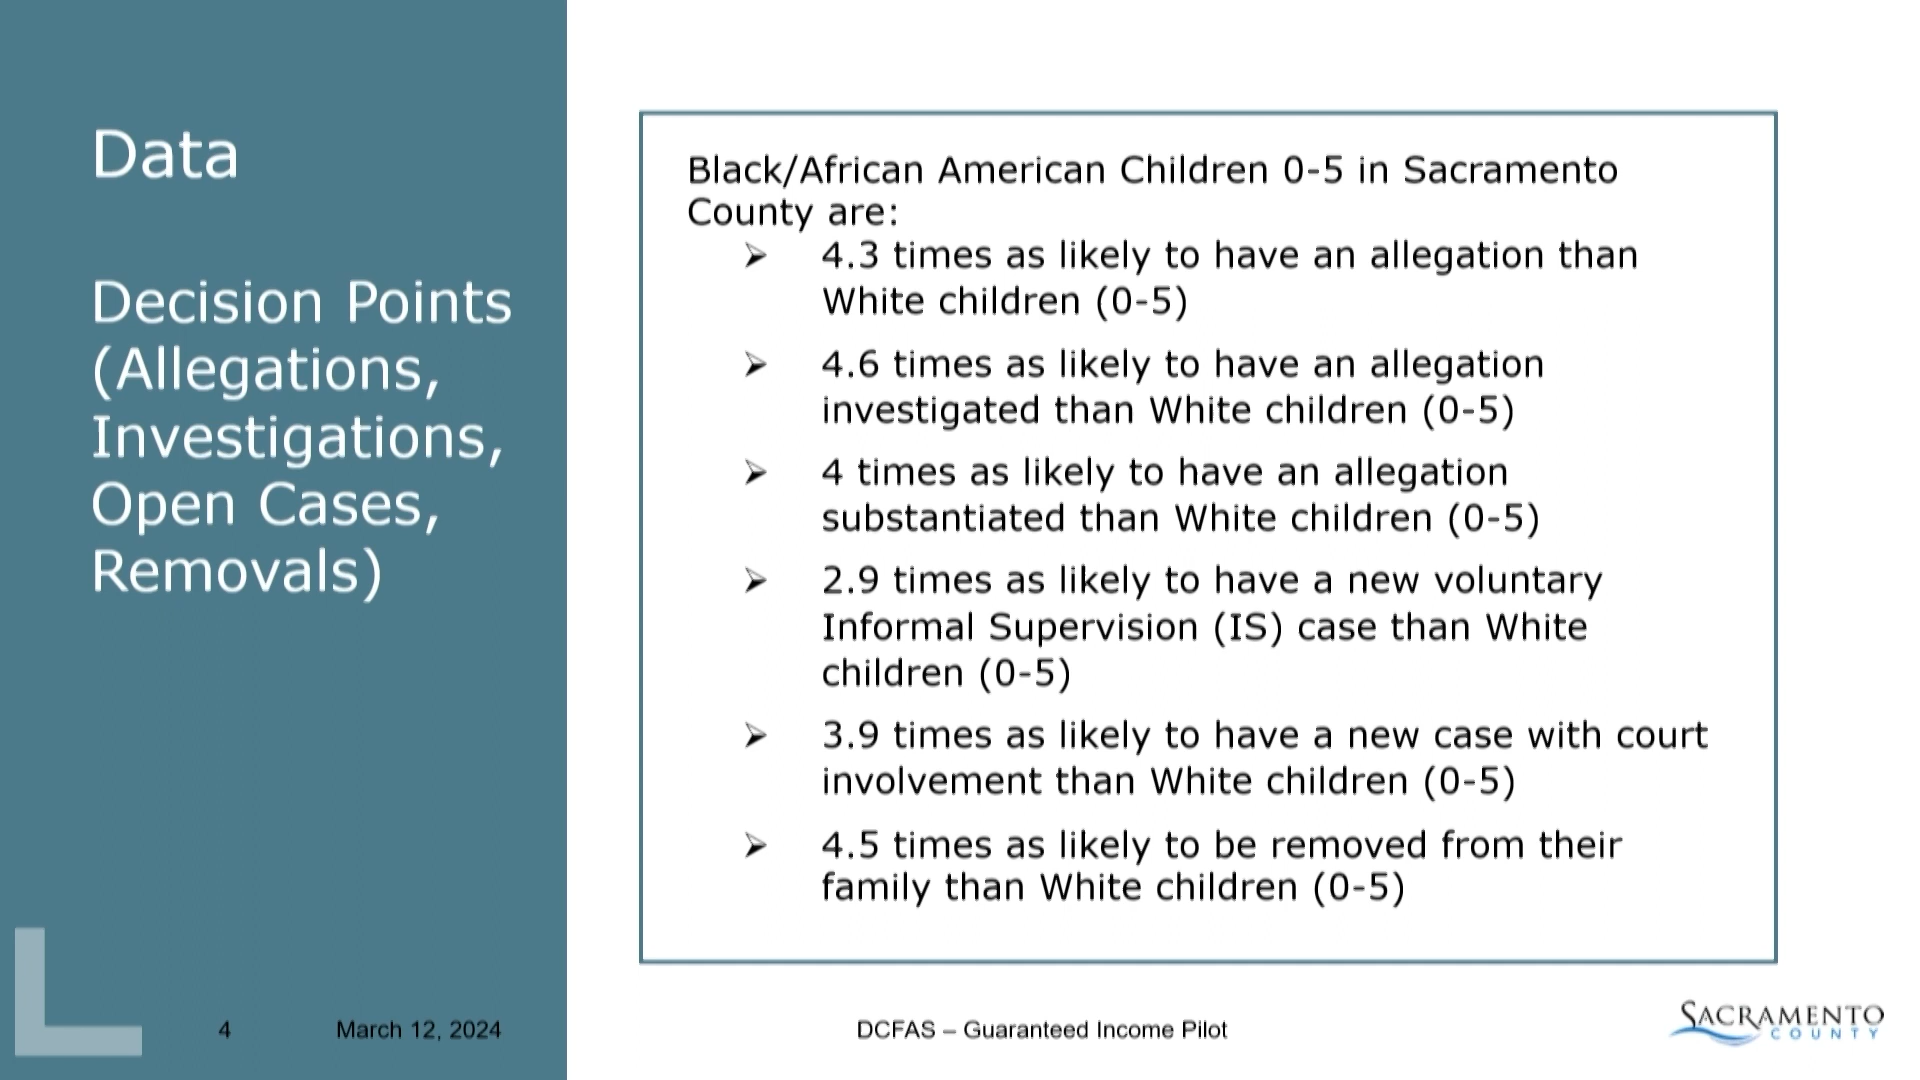 Data
Decision Points
(Allegations,
Investigations,
Open Cases,
Removals)
Black/African American Children 0-5 in Sacramento
County are:
➢ 4.3 times as likely to have an allegation than
White children (0-5)
➢ 4.6 times as likely to have an allegation
investigated than White children (0-5)
➢ 4 times as likely to have an allegation
substantiated than White children (0-5)
➢ 2.9 times as likely to have a new voluntary
Informal Supervision (IS) case than White
children (0-5)
➢ 3.9 times as likely to have a new case with court
involvement than White children (0-5)
➢ 4.5 times as likely to be removed from their
family than White children (0-5)
4 March 12, 2024 DCFAS – Guaranteed Income Pilot
SACRAMENTO
COUNTY